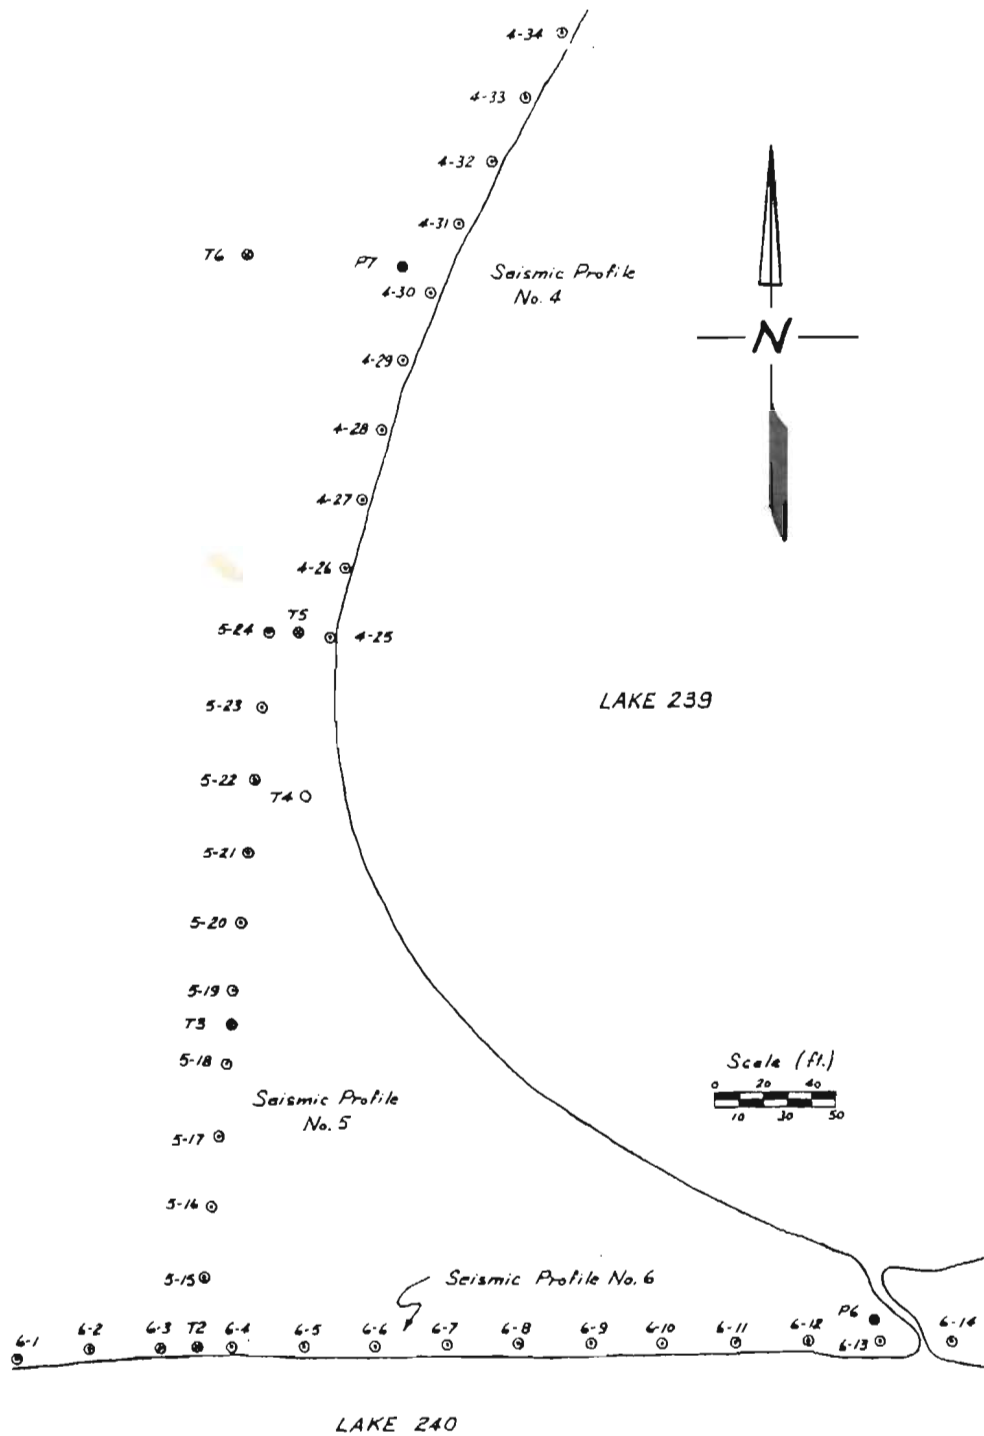 4-34
4-33
4-32
4-31
T6
P7
Seismic Profile
No. 4
4-30
N
4-29
4-28
4-27
4-26
T5
5-24
4-25
5-23
LAKE 239
5-22
T4
5-21
5-20
5-19
T3
5-18
Scale (ft.)
0 20 40
10 30 50
Seismic Profile
No. 5
5-17
5-16
5-15
Seismic Profile No. 6
P6
6-1 6-2 6-3 T2 6-4 6-5 6-6 6-7 6-8 6-9 6-10 6-11 6-12 6-13 6-14
LAKE 240